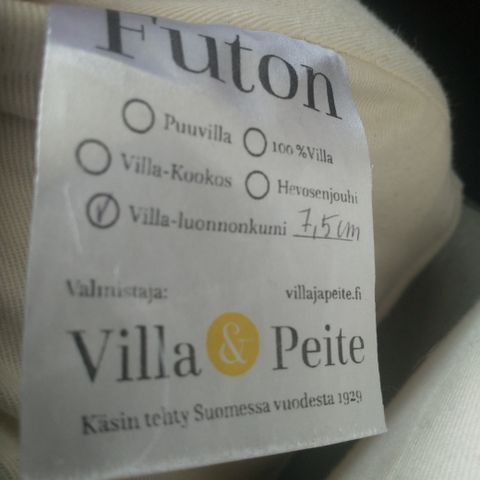 Futon
Puuvilla 100 %Villa
Villa-Kookos Hevosenjouhi
Villa-luonnonkumi 7,5 cm
Valmistaja: villajapeite.fi
Villa & Peite
Käsin tehty Suomessa vuodesta 1929